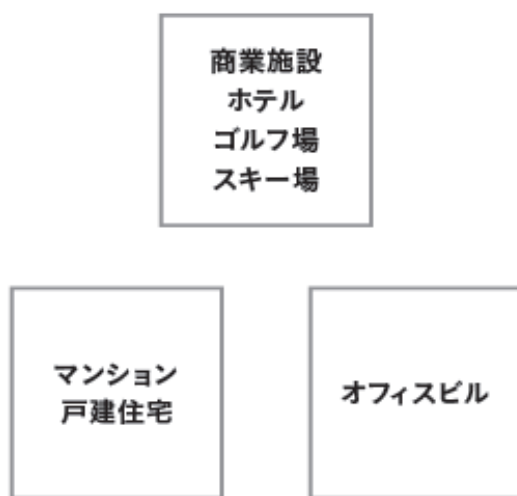 商業施設
ホテル
ゴルフ場
スキー場
マンション
戸建住宅
オフィスビル